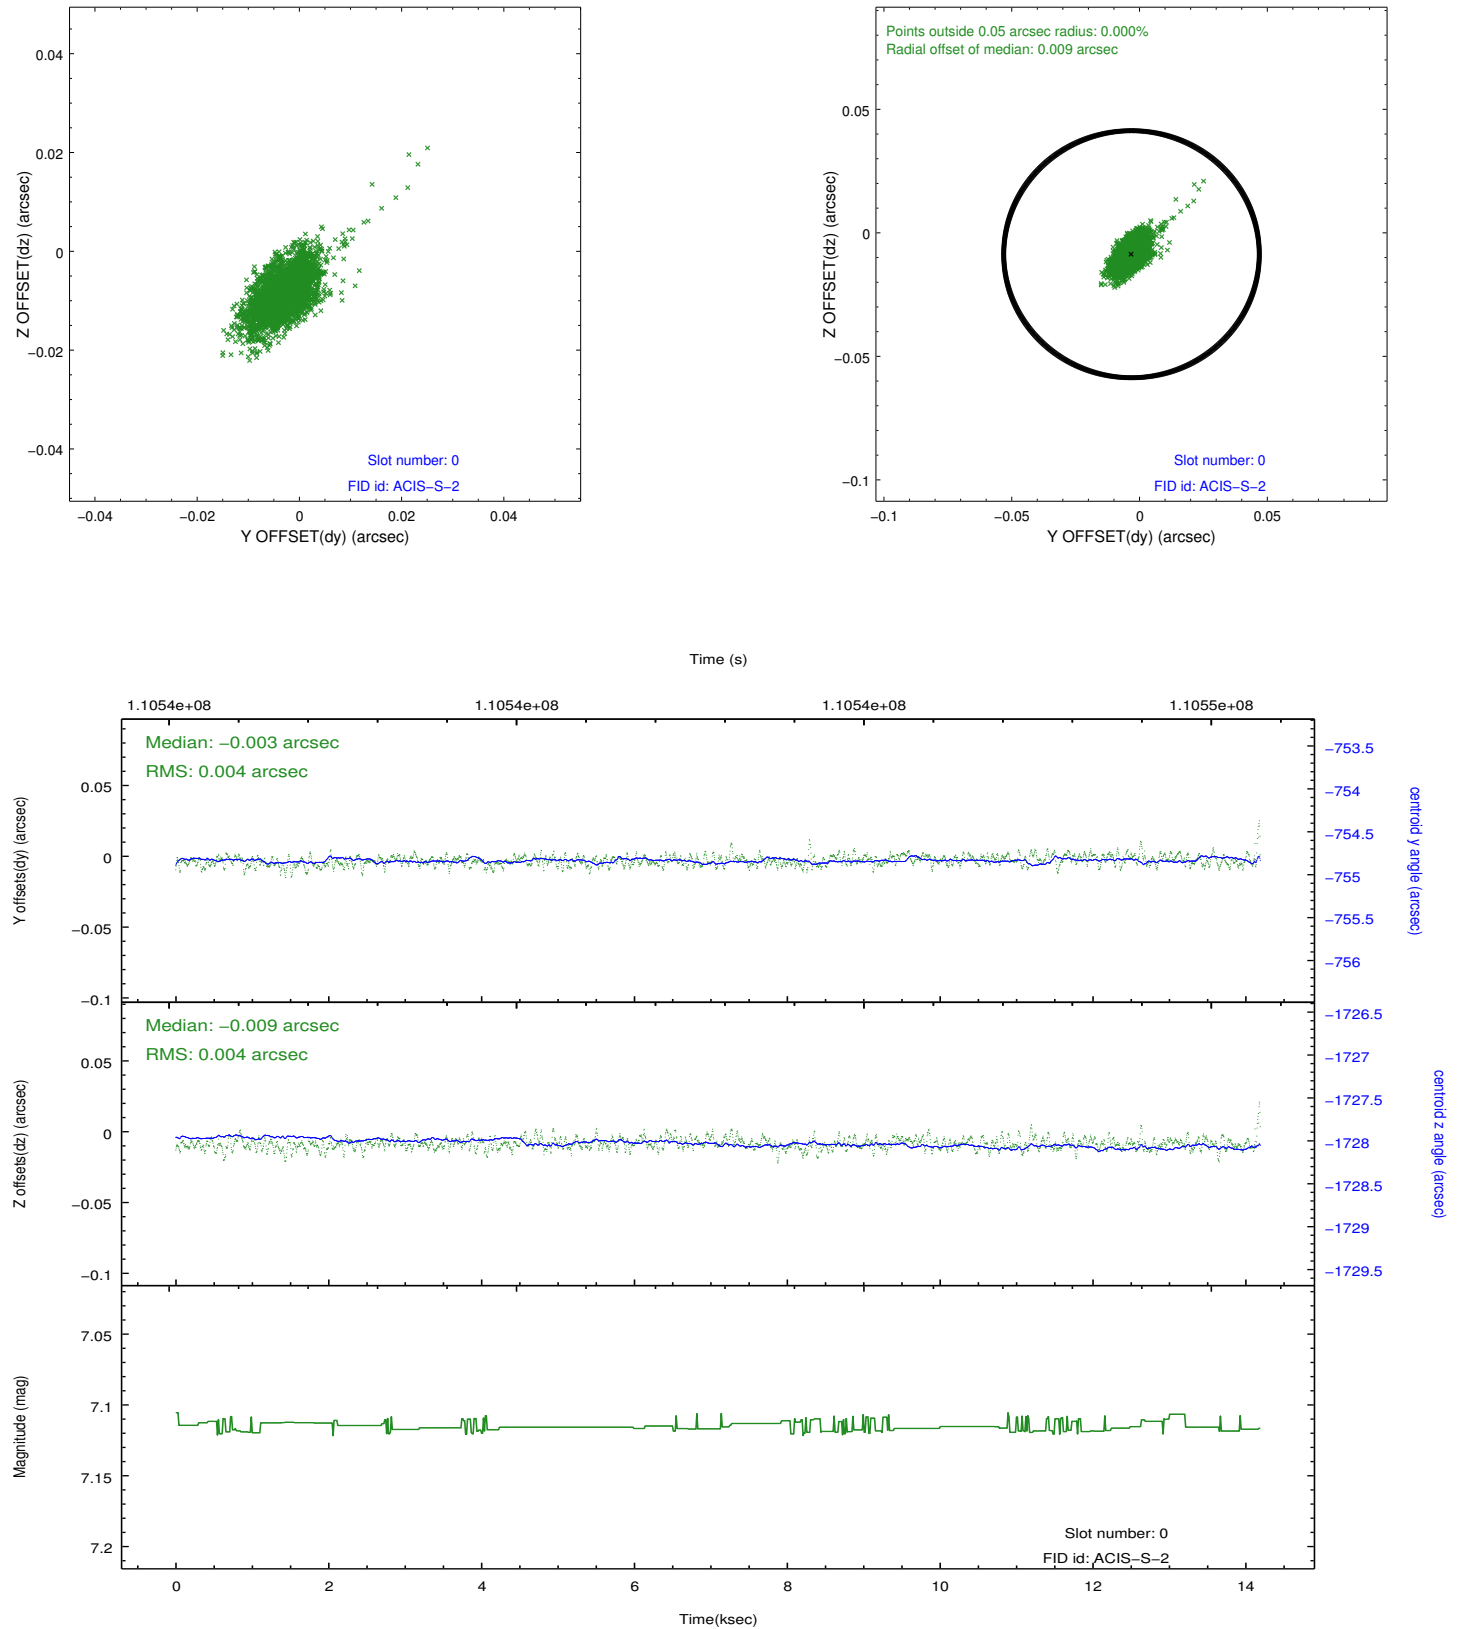 0.04
0.02
0
−0.02
−0.04
Z OFFSET(dz) (arcsec)
Slot number: 0
FID id: ACIS−S−2
−0.04
−0.02
0
0.02
0.04
Y OFFSET(dy) (arcsec)
Points outside 0.05 arcsec radius: 0.000%
Radial offset of median: 0.009 arcsec
0.05
0
−0.05
−0.1
Z OFFSET(dz) (arcsec)
Slot number: 0
FID id: ACIS−S−2
−0.1
−0.05
0
0.05
Y OFFSET(dy) (arcsec)
Time (s)
1.1054e+08
1.1054e+08
1.1054e+08
1.1055e+08
Median: −0.003 arcsec
RMS: 0.004 arcsec
0.05
0
−0.05
−0.1
Y offsets(dy) (arcsec)
−753.5
−754
−754.5
−755
−755.5
−756
centroid y angle (arcsec)
Median: −0.009 arcsec
RMS: 0.004 arcsec
0.05
0
−0.05
−0.1
Z offsets(dz) (arcsec)
−1726.5
−1727
−1727.5
−1728
−1728.5
−1729
−1729.5
centroid z angle (arcsec)
7.05
7.1
7.15
7.2
Magnitude (mag)
Slot number: 0
FID id: ACIS−S−2
0
2
4
6
8
10
12
14
Time(ksec)